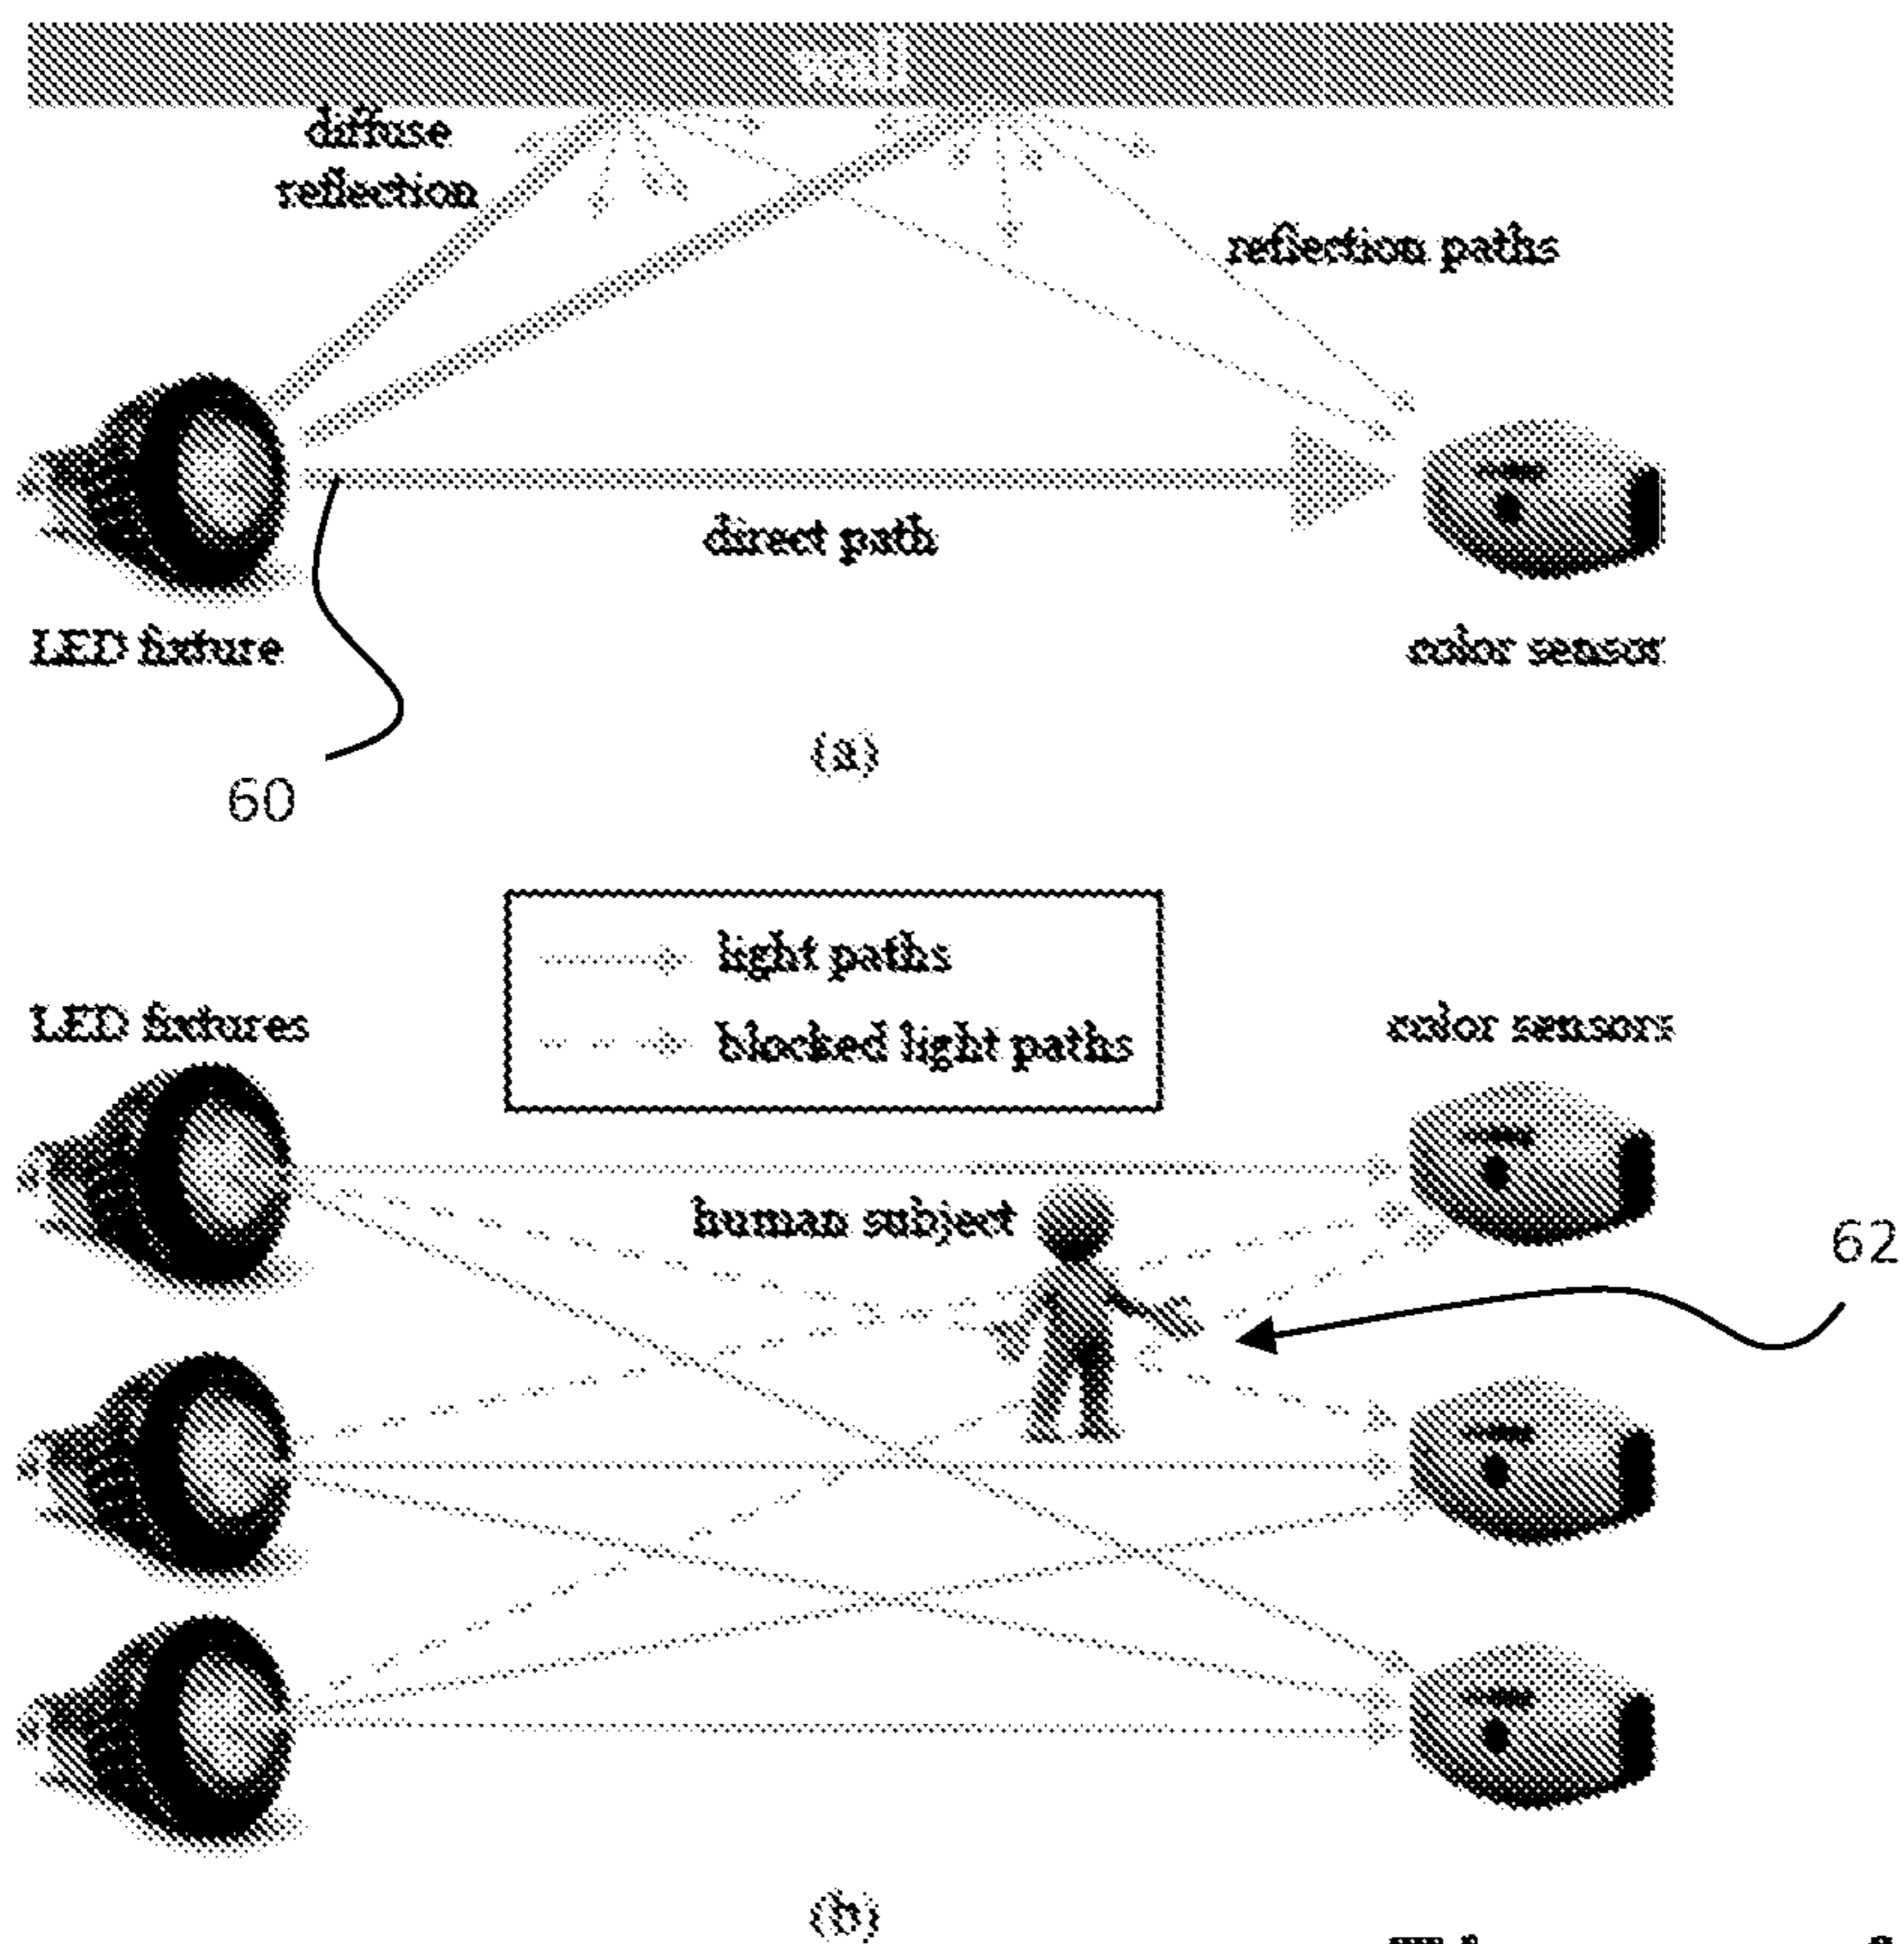 wall
diffuse
reflection
reflection paths
direct path
LED fixture
color sensor
(a)
60
light paths
blocked light paths
LED fixtures
color sensors
human subject
62
(b)